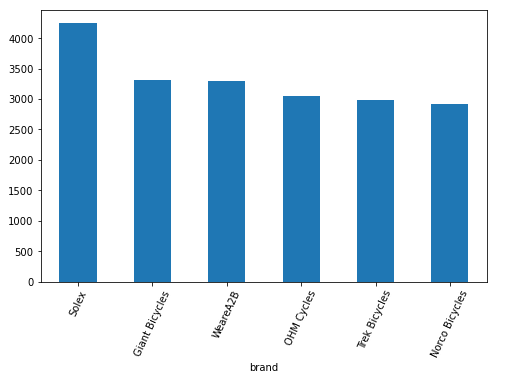 4000
3500
3000
2500
2000
1500
1000
500
0
Solex
Giant Bicycles
WeareA2B
OHM Cycles
Trek Bicycles
Norco Bicycles
brand